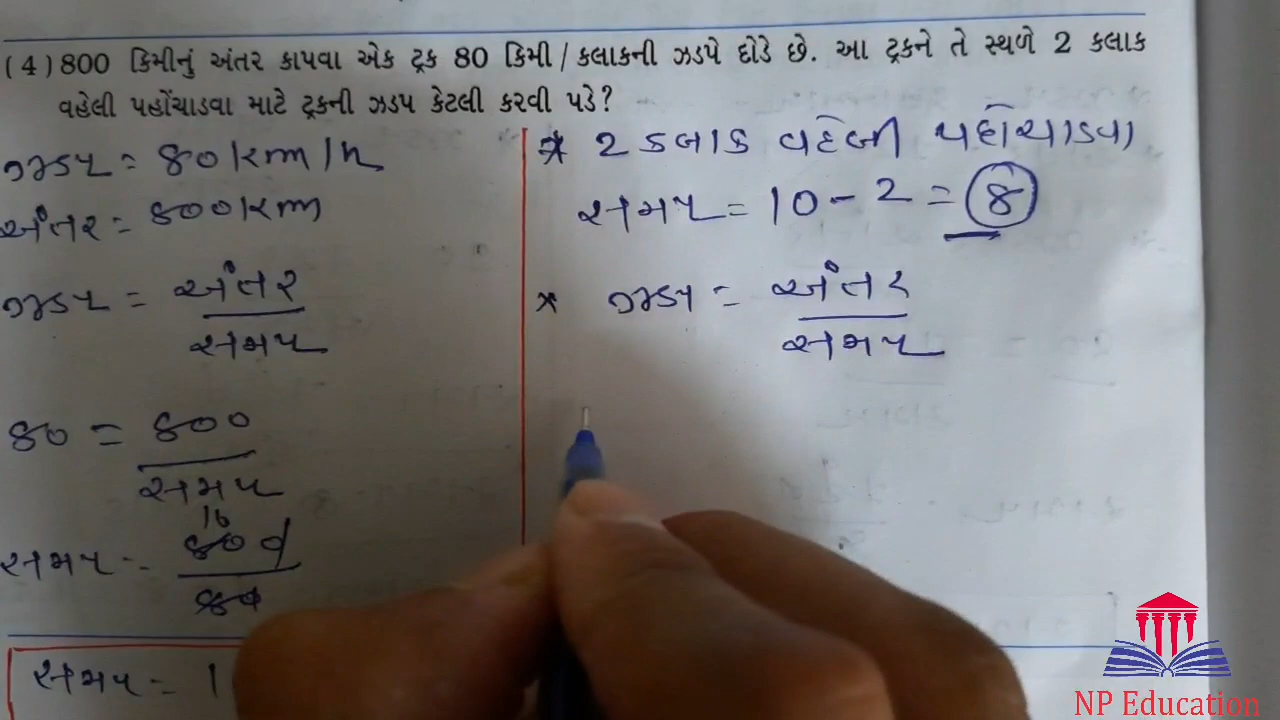 (4) 800 કિમીનું અંતર કાપવા એક ટ્રક 80 કિમી / કલાકની ઝડપે દોડે છે. આ ટ્રકને તે સ્થળે 2 કલાક
વહેલી પહોંચાડવા માટે ટ્રકની ઝડપ કેટલી કરવી પડે?
ઝડપ = 80 km/h
અંતર = 800 km
ઝડપ = અંતર
સમય
80 = 800
સમય
10
સમય = 800
80
સમય = 1
* 2 કલાક વહેલી પહોચાડવા
સમય = 10 - 2 = 8
* ઝડપ = અંતર
સમય
NP Education